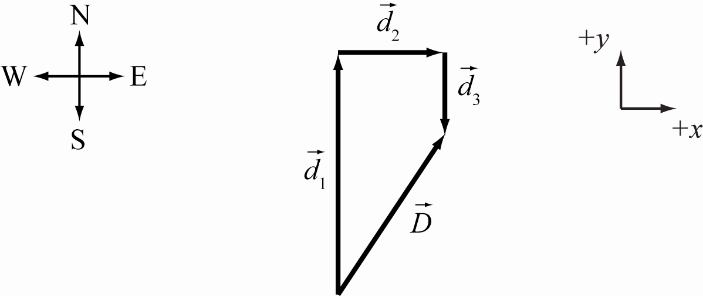 N
W E
S
d⃗₂
d⃗₃
d⃗₁
D⃗
+y
+x